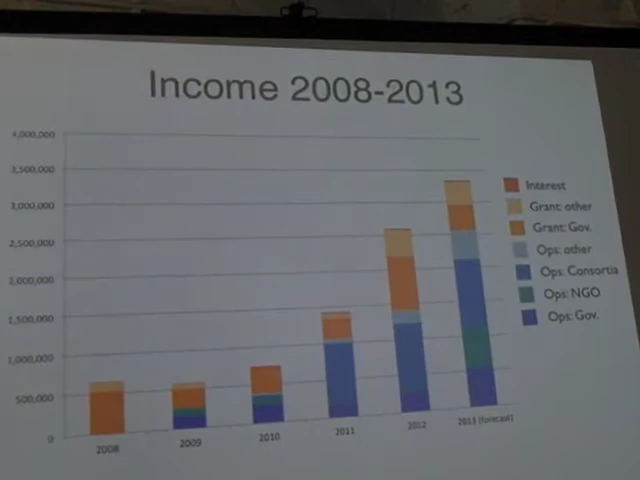 Income 2008-2013
4,000,000
3,500,000
3,000,000
2,500,000
2,000,000
1,500,000
1,000,000
500,000
0
2008
2009
2010
2011
2012
2013 (forecast)
Interest
Grant: other
Grant: Gov.
Ops: other
Ops: Consortia
Ops: NGO
Ops: Gov.